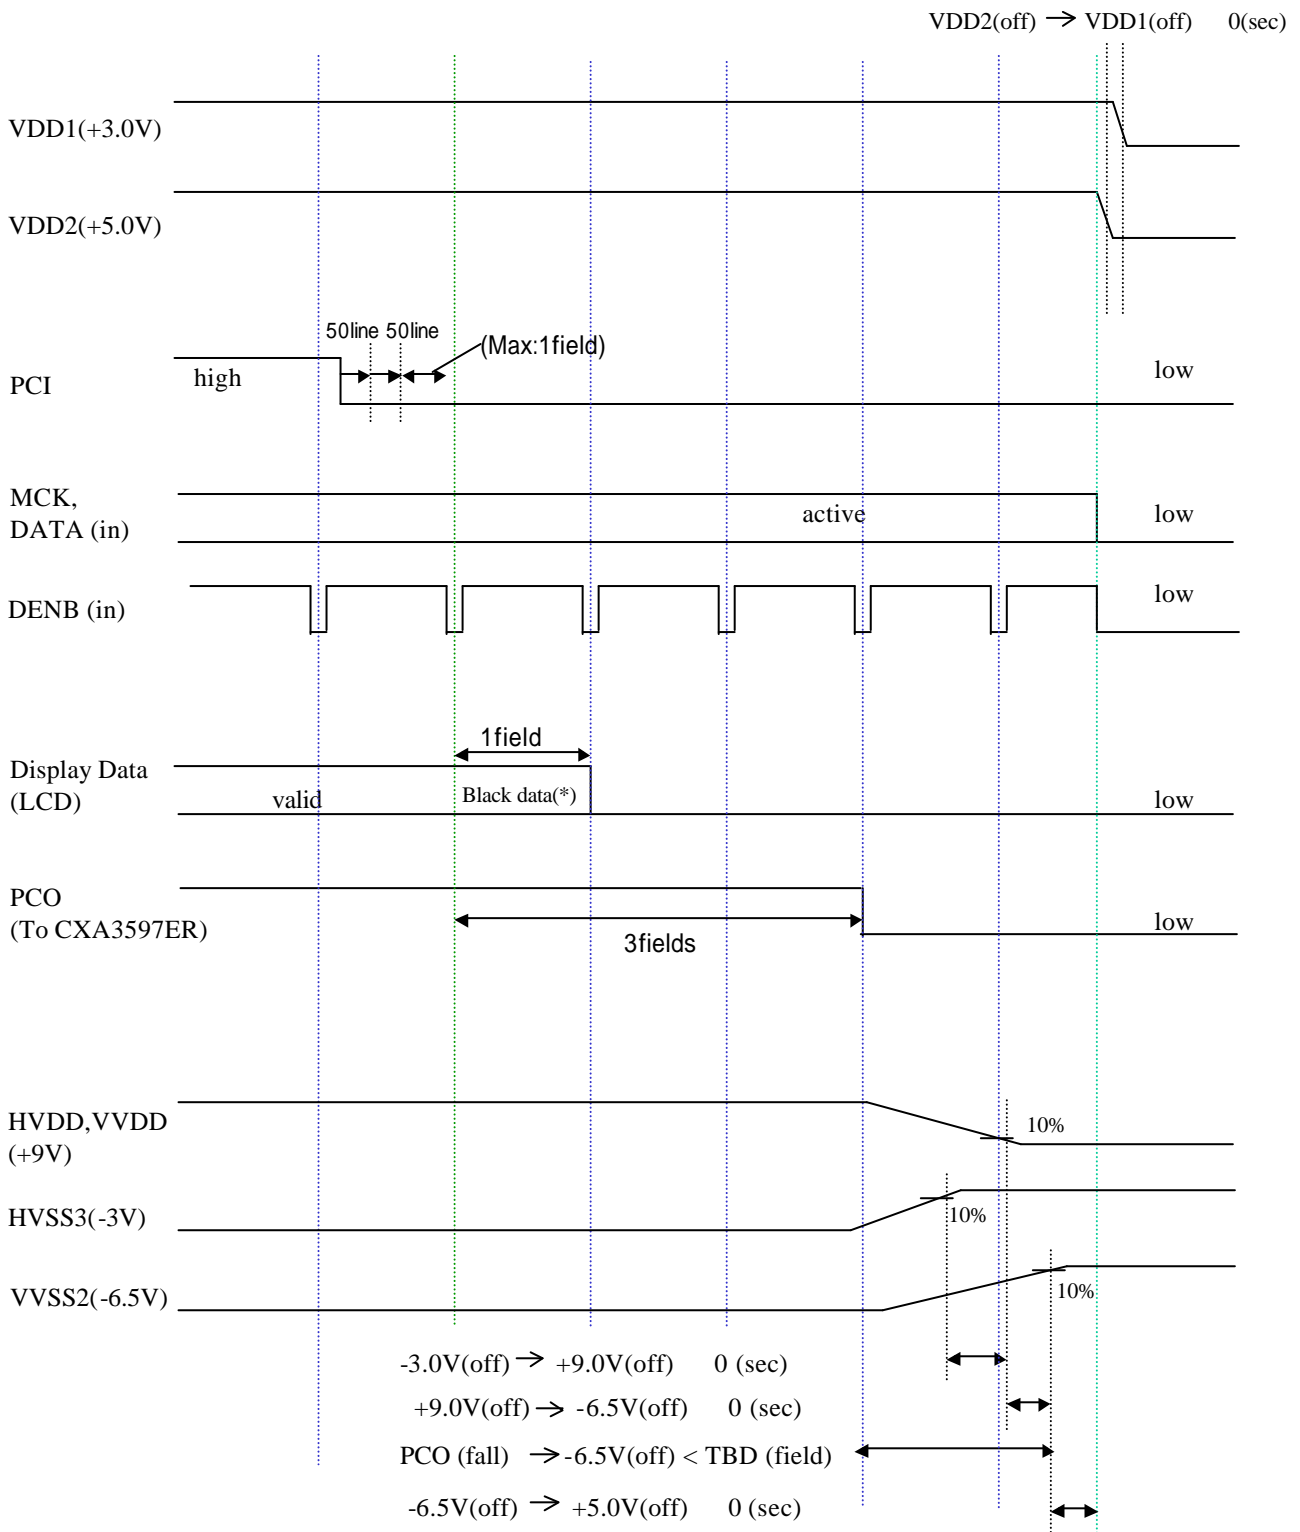 VDD2(off) → VDD1(off) 0(sec)
VDD1(+3.0V)
VDD2(+5.0V)
50line 50line
(Max:1field)
PCI
high
low
MCK,
DATA (in)
active
low
DENB (in)
low
1field
Display Data
(LCD)
valid
Black data(*)
low
PCO
(To CXA3597ER)
3fields
low
HVDD,VVDD
(+9V)
10%
HVSS3(-3V)
10%
VVSS2(-6.5V)
10%
-3.0V(off) → +9.0V(off) 0 (sec)
+9.0V(off) → -6.5V(off) 0 (sec)
PCO (fall) → -6.5V(off) < TBD (field)
-6.5V(off) → +5.0V(off) 0 (sec)